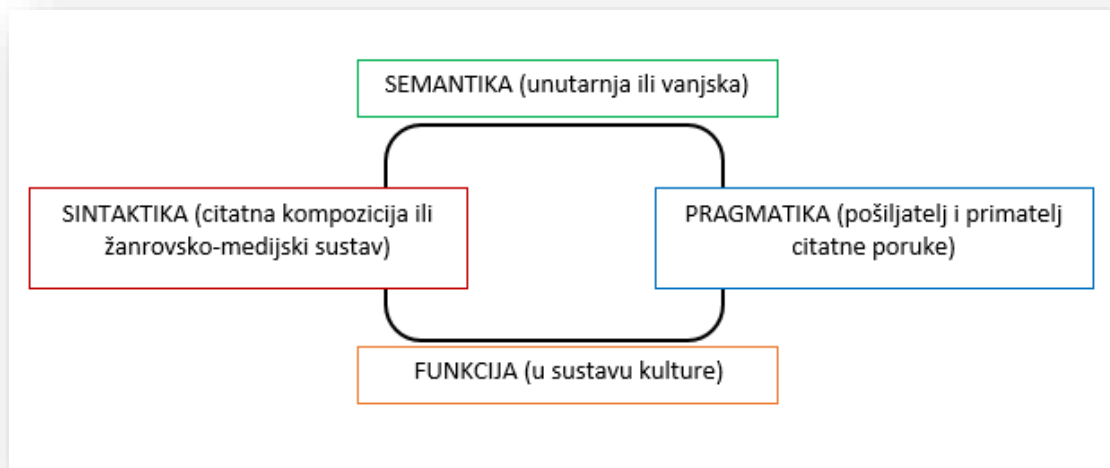 SEMANTIKA (unutarnja ili vanjska)
SINTAKTIKA (citatna kompozicija ili
žanrovsko-medijski sustav)
PRAGMATIKA (pošiljatelj i primatelj
citatne poruke)
FUNKCIJA (u sustavu kulture)